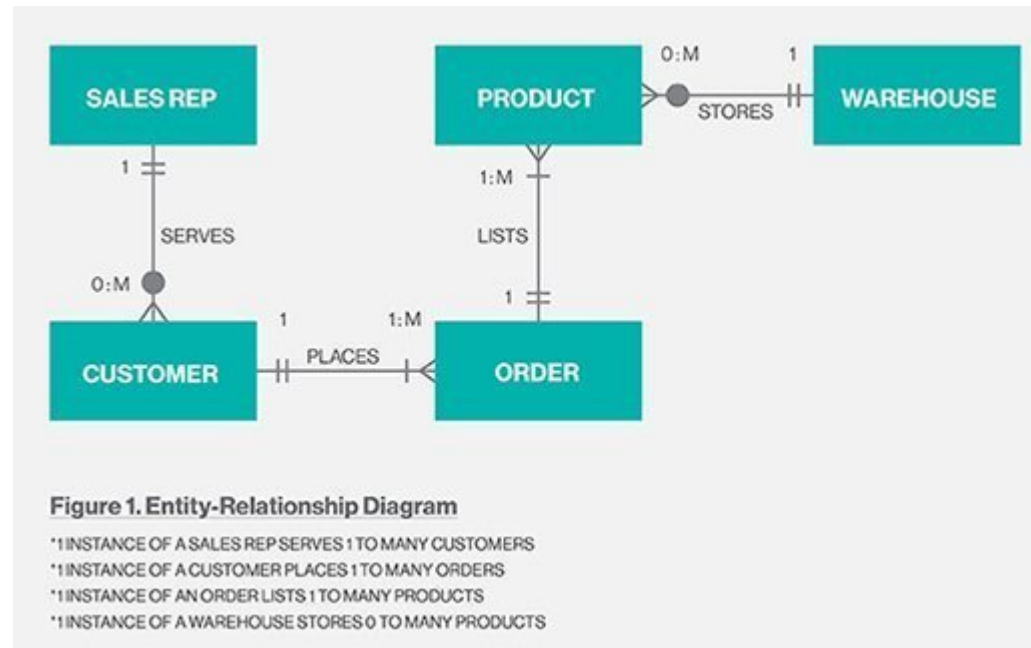 0:M 1
SALES REP PRODUCT WAREHOUSE
STORES
1 1:M
SERVES LISTS
0:M 1
1 1:M
PLACES
CUSTOMER ORDER
Figure 1. Entity-Relationship Diagram
*1 INSTANCE OF A SALES REP SERVES 1 TO MANY CUSTOMERS
*1 INSTANCE OF A CUSTOMER PLACES 1 TO MANY ORDERS
*1 INSTANCE OF AN ORDER LISTS 1 TO MANY PRODUCTS
*1 INSTANCE OF A WAREHOUSE STORES 0 TO MANY PRODUCTS